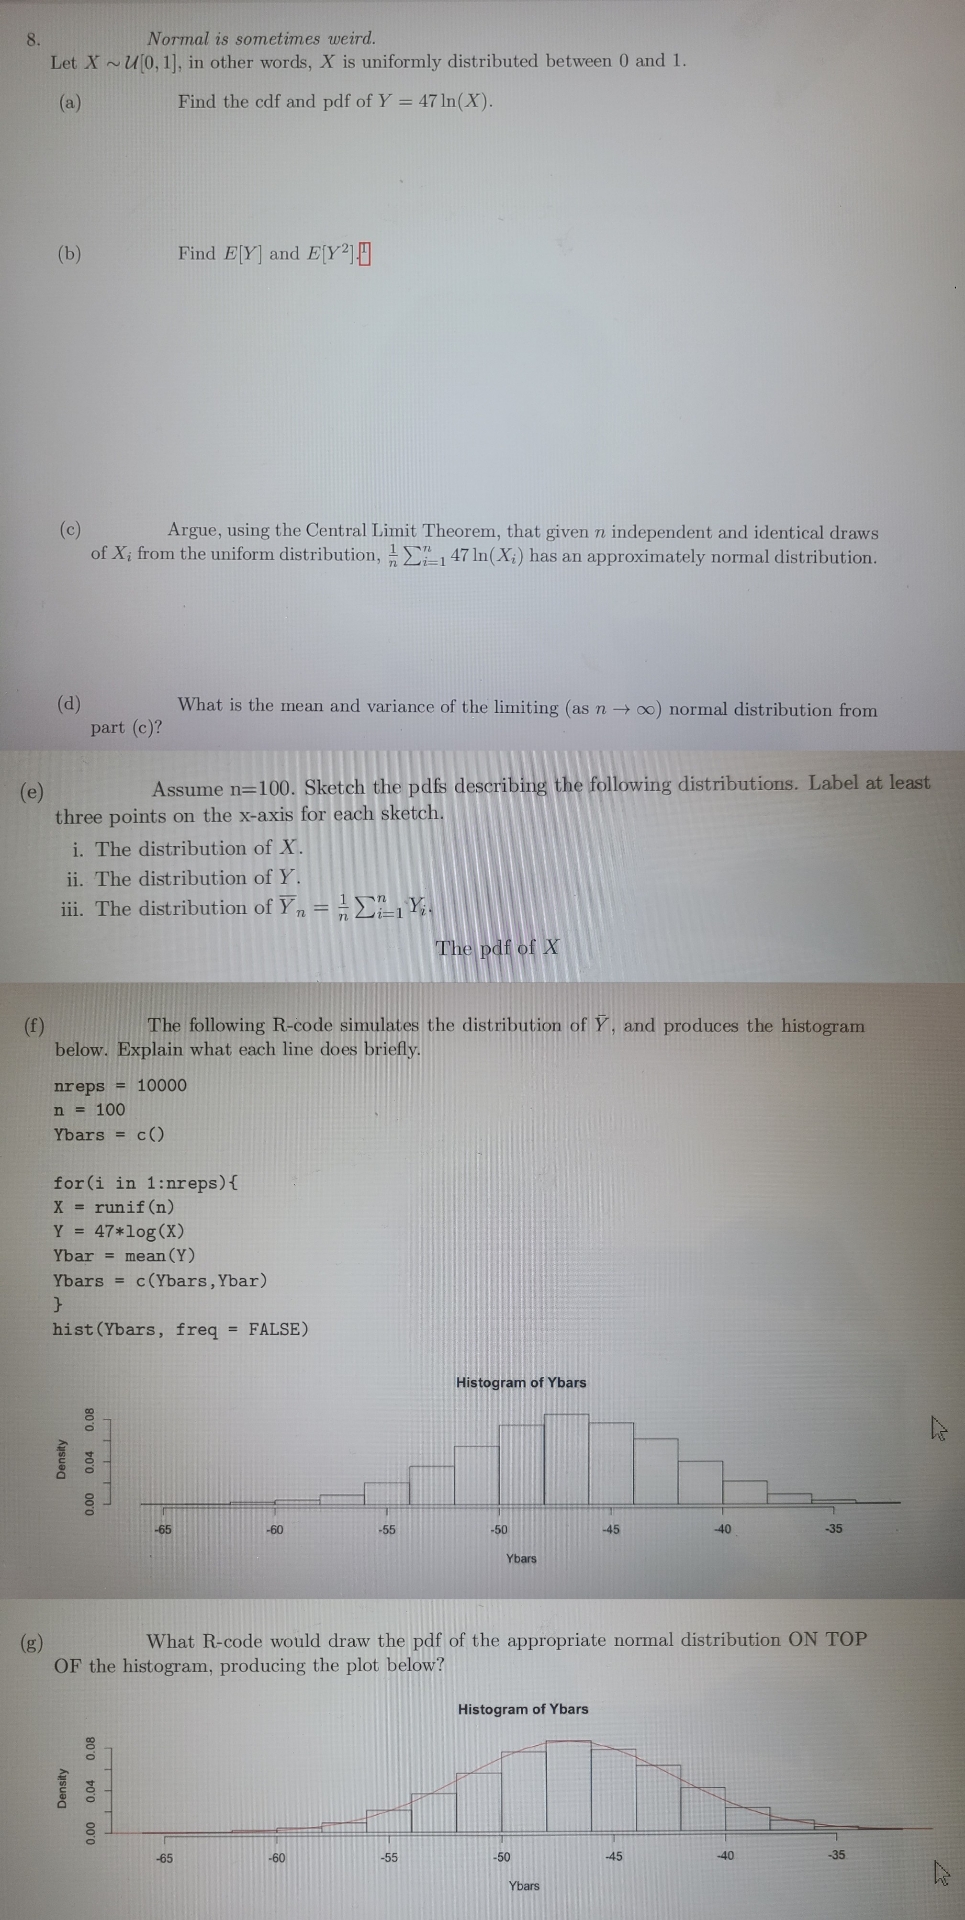 8. Normal is sometimes weird.
Let X ∼ U[0, 1], in other words, X is uniformly distributed between 0 and 1.
(a) Find the cdf and pdf of Y = 47 ln(X).
(b) Find E[Y] and E[Y²].¹
(c) Argue, using the Central Limit Theorem, that given n independent and identical draws
of Xᵢ from the uniform distribution, 1/n ∑ⁿᵢ₌₁ 47 ln(Xᵢ) has an approximately normal distribution.
(d) What is the mean and variance of the limiting (as n → ∞) normal distribution from
part (c)?
(e) Assume n=100. Sketch the pdfs describing the following distributions. Label at least
three points on the x-axis for each sketch.
i. The distribution of X.
ii. The distribution of Y.
iii. The distribution of Y̅ₙ = 1/n ∑ⁿᵢ₌₁ Yᵢ.
The pdf of X
(f) The following R-code simulates the distribution of Ȳ, and produces the histogram
below. Explain what each line does briefly.
nreps = 10000
n = 100
Ybars = c()
for(i in 1:nreps){
X = runif(n)
Y = 47*log(X)
Ybar = mean(Y)
Ybars = c(Ybars,Ybar)
}
hist(Ybars, freq = FALSE)
Histogram of Ybars
Density
0.00 0.04 0.08
-65 -60 -55 -50 -45 -40 -35
Ybars
(g) What R-code would draw the pdf of the appropriate normal distribution ON TOP
OF the histogram, producing the plot below?
Histogram of Ybars
Density
0.00 0.04 0.08
-65 -60 -55 -50 -45 -40 -35
Ybars